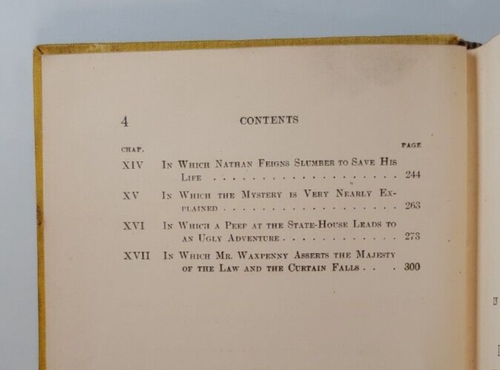 4 CONTENTS
CHAP. PAGE
XIV In Which Nathan Feigns Slumber to Save His
Life . . . . . . . . . . . . . . . . . . 244
XV In Which the Mystery is Very Nearly Ex-
plained . . . . . . . . . . . . . . . . . 263
XVI In Which a Peep at the State-House Leads to
an Ugly Adventure . . . . . . . . . . . . 273
XVII In Which Mr. Waxpenny Asserts the Majesty
of the Law and the Curtain Falls . . . . 300